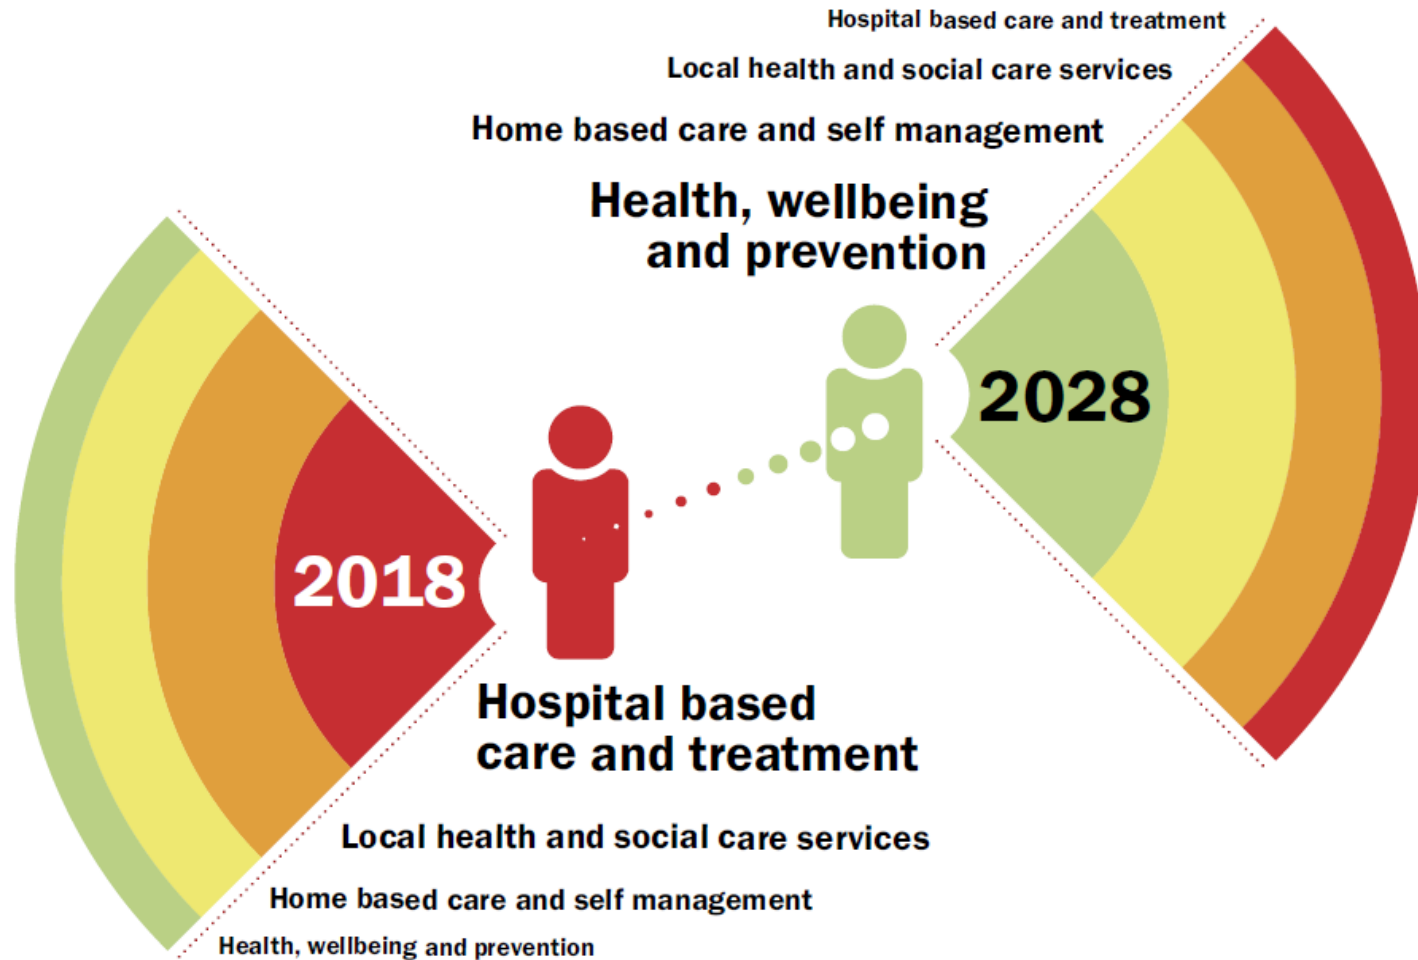 Hospital based care and treatment
Local health and social care services
Home based care and self management
Health, wellbeing
and prevention
2028
2018
Hospital based
care and treatment
Local health and social care services
Home based care and self management
Health, wellbeing and prevention